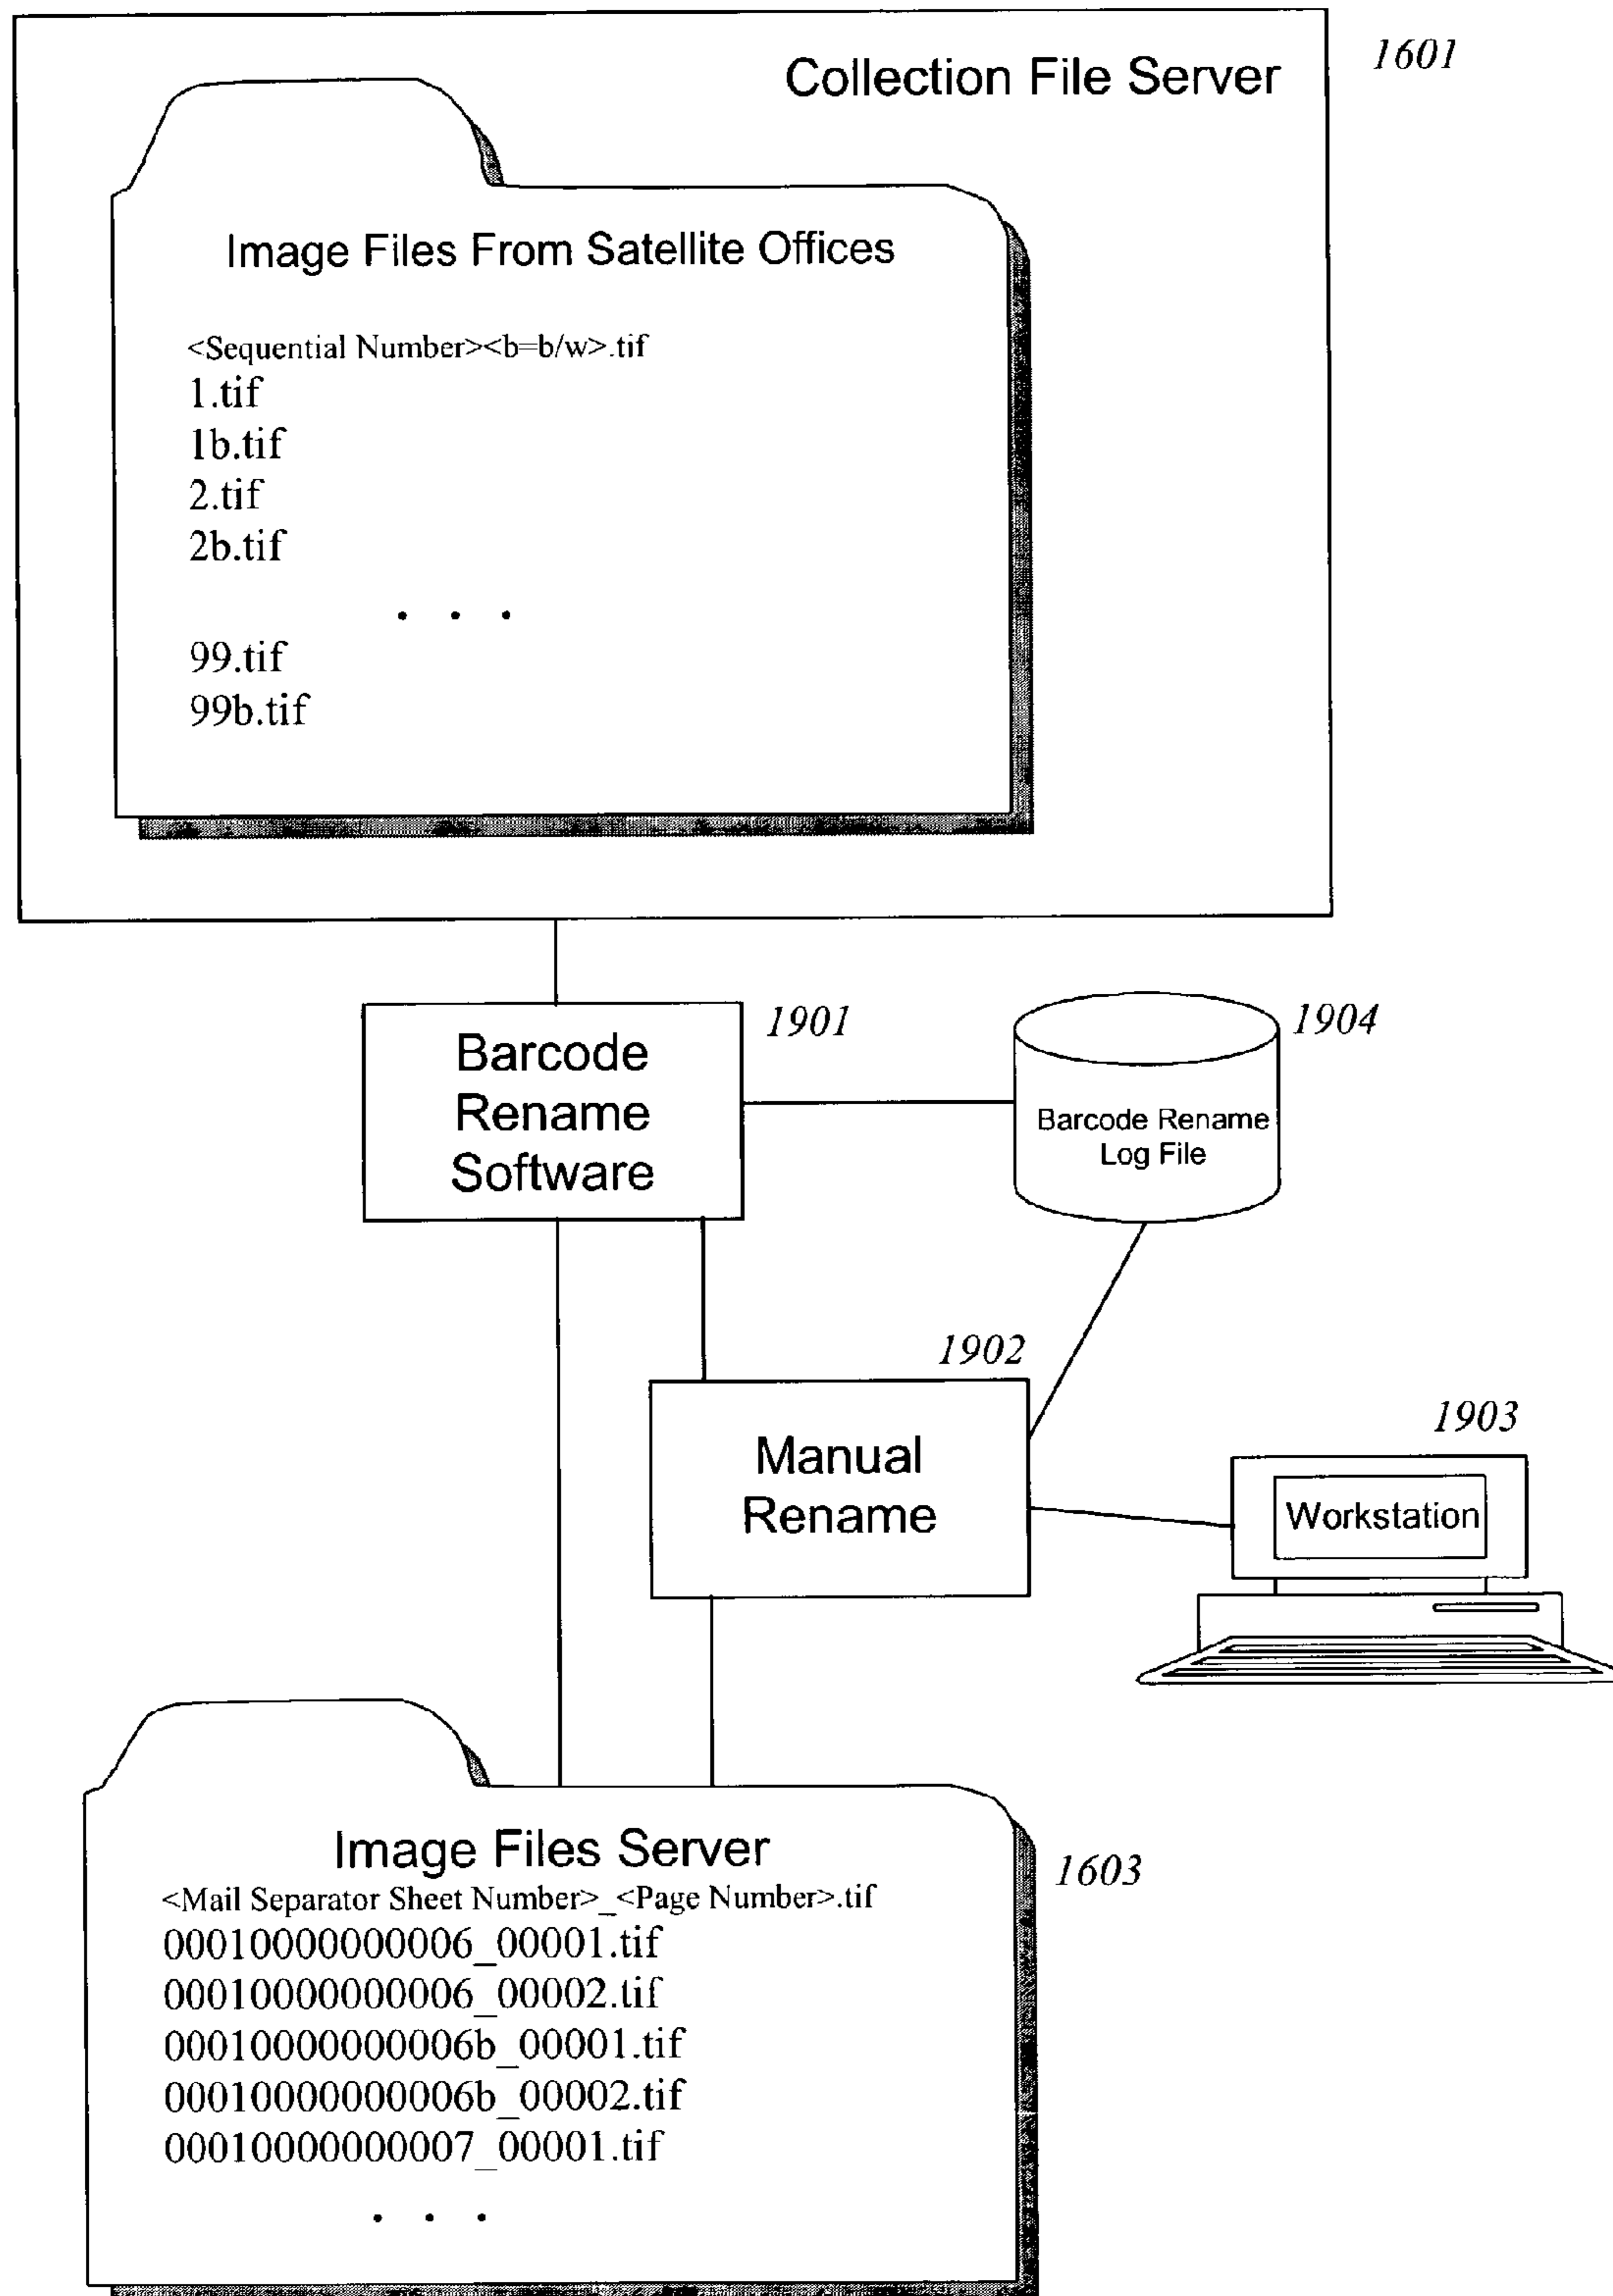 Collection File Server
1601
Image Files From Satellite Offices
<Sequential Number><b=b/w>.tif
1.tif
1b.tif
2.tif
2b.tif
. . .
99.tif
99b.tif
Barcode
Rename
Software
1901
1904
Barcode Rename
Log File
1902
Manual
Rename
1903
Workstation
Image Files Server
1603
<Mail Separator Sheet Number>_<Page Number>.tif
00010000000006_00001.tif
00010000000006_00002.tif
00010000000006b_00001.tif
00010000000006b_00002.tif
00010000000007_00001.tif
. . .